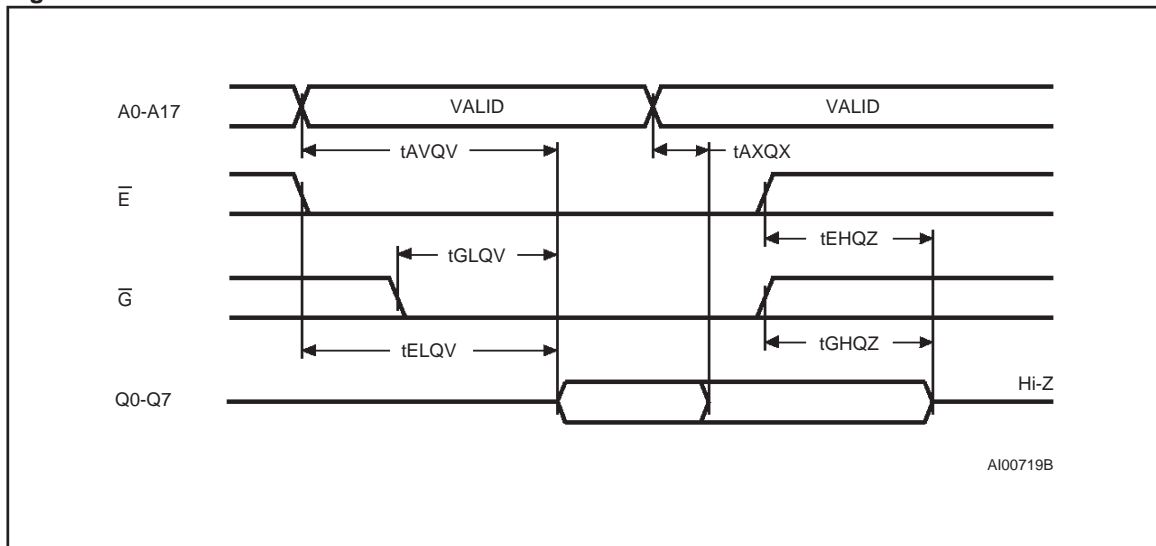 A0-A17
VALID
VALID
tAVQV
tAXQX
E̅
tEHQZ
tGLQV
G̅
tELQV
tGHQZ
Q0-Q7
Hi-Z
AI00719B